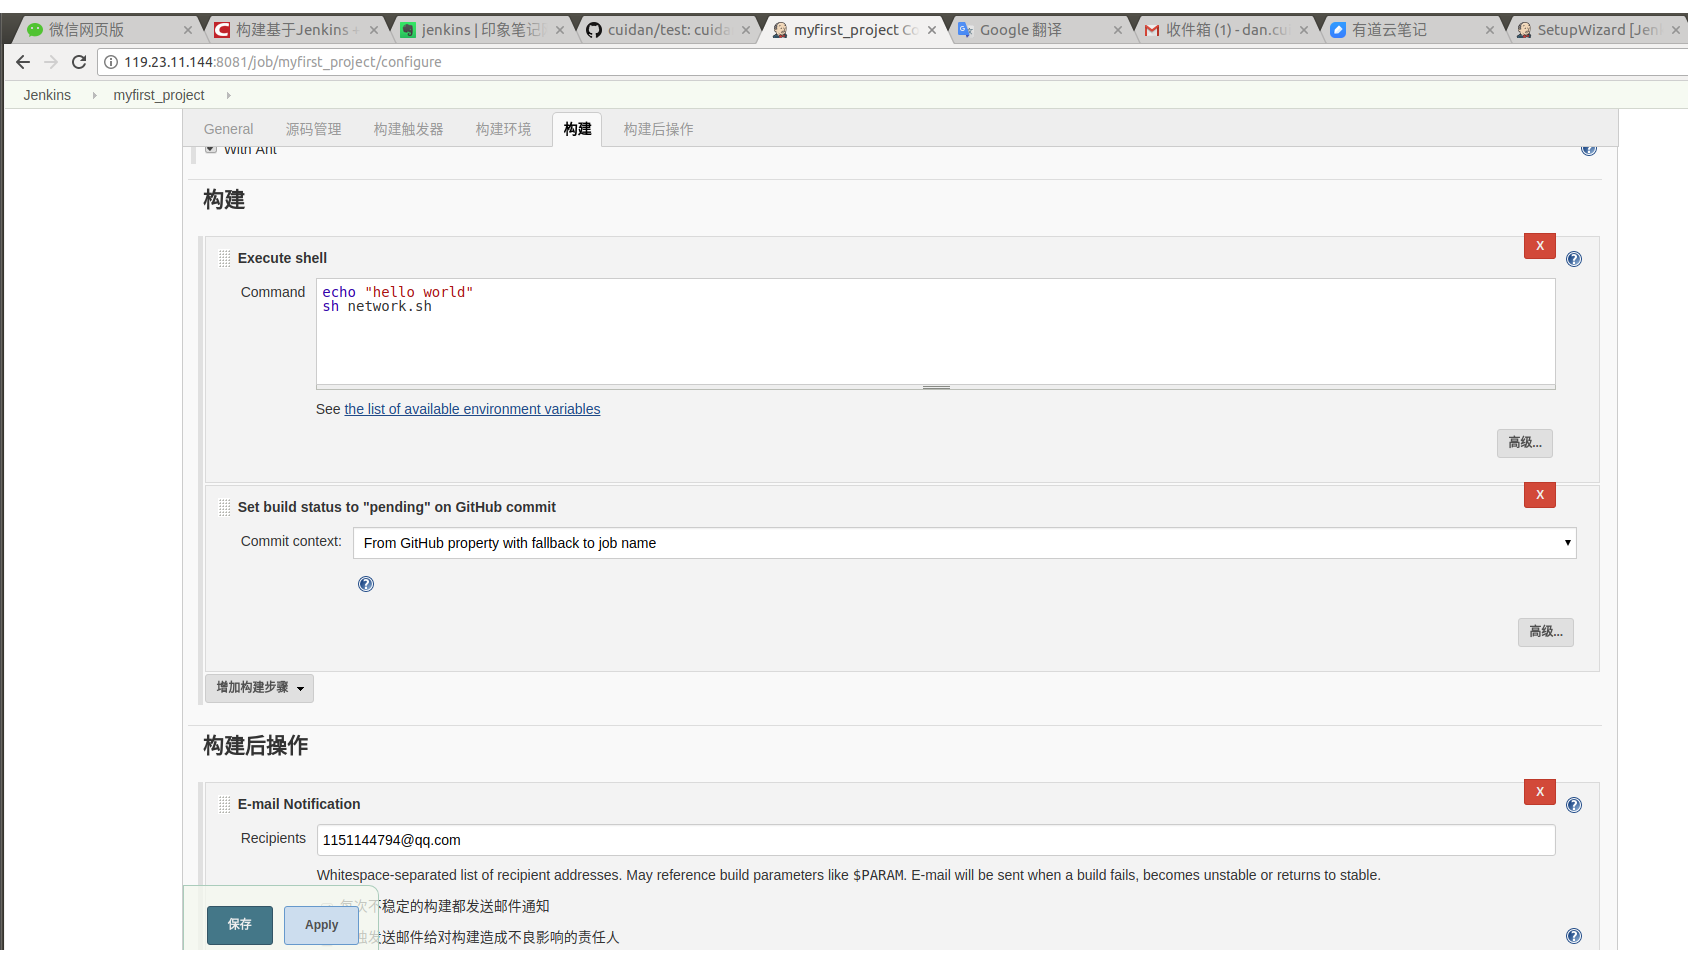 微信网页版
构建基于Jenkins +
jenkins | 印象笔记
cuidan/test: cuida
myfirst_project Co
Google 翻译
收件箱 (1) - dan.cui
有道云笔记
SetupWizard [Jen
119.23.11.144:8081/job/myfirst_project/configure
Jenkins myfirst_project
General 源码管理 构建触发器 构建环境 构建 构建后操作
With Ant
构建
Execute shell
X
Command
echo "hello world"
sh network.sh
See the list of available environment variables
高级...
Set build status to "pending" on GitHub commit
X
Commit context: From GitHub property with fallback to job name
高级...
增加构建步骤
构建后操作
E-mail Notification
X
Recipients 1151144794@qq.com
Whitespace-separated list of recipient addresses. May reference build parameters like $PARAM. E-mail will be sent when a build fails, becomes unstable or returns to stable.
每次不稳定的构建都发送邮件通知
保存 Apply
发送邮件给对构建造成不良影响的责任人